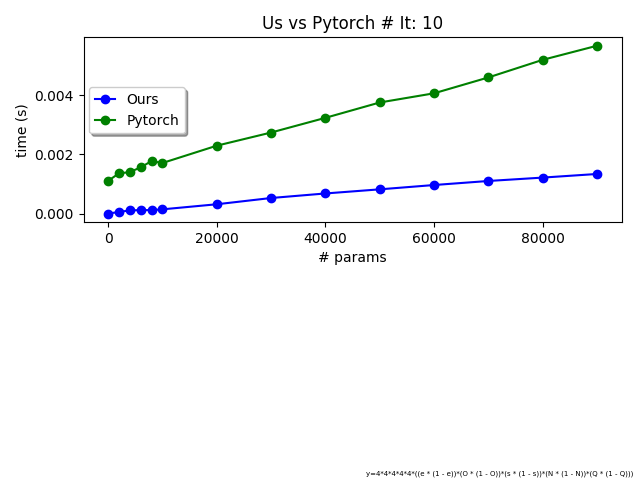 Us vs Pytorch # It: 10
time (s)
0.004
0.002
0.000
Ours
Pytorch
0 20000 40000 60000 80000
# params
y=4*4*4*4*4*((e * (1 - e))*(O * (1 - O))*(s * (1 - s))*(N * (1 - N))*(Q * (1 - Q)))